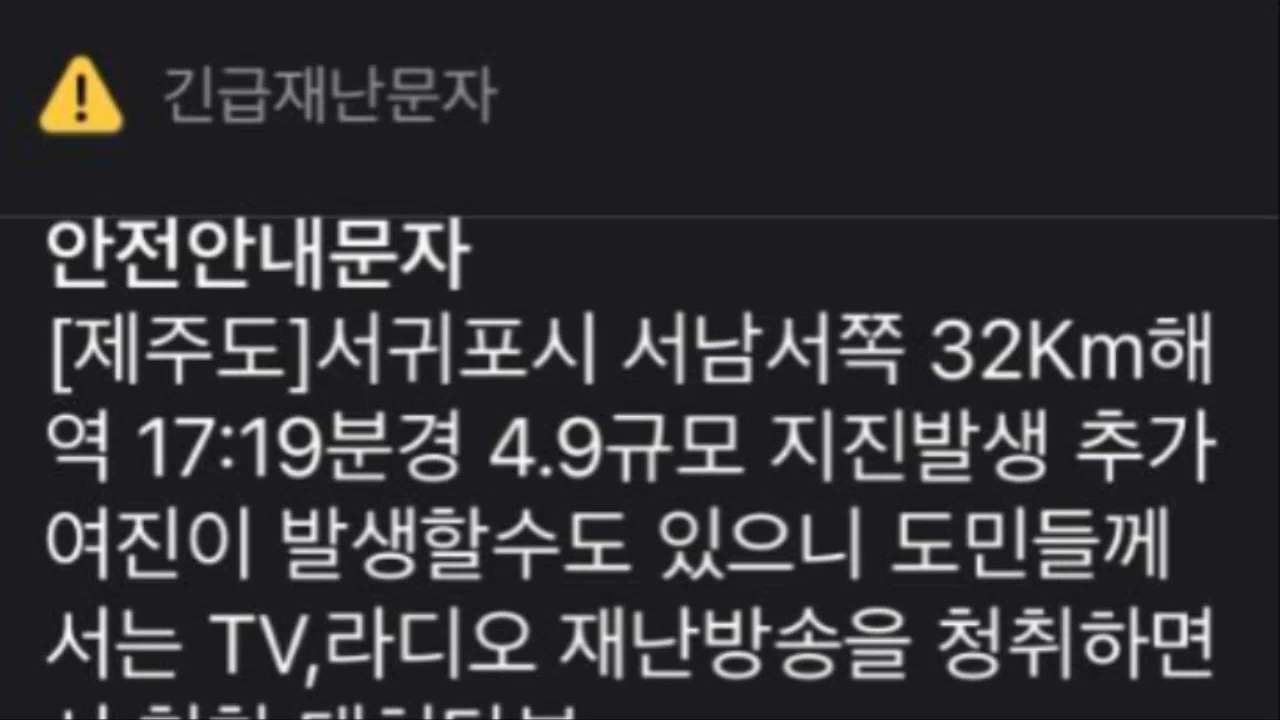 긴급재난문자
안전안내문자
[제주도]서귀포시 서남서쪽 32Km해
역 17:19분경 4.9규모 지진발생 추가
여진이 발생할수도 있으니 도민들께
서는 TV,라디오 재난방송을 청취하면